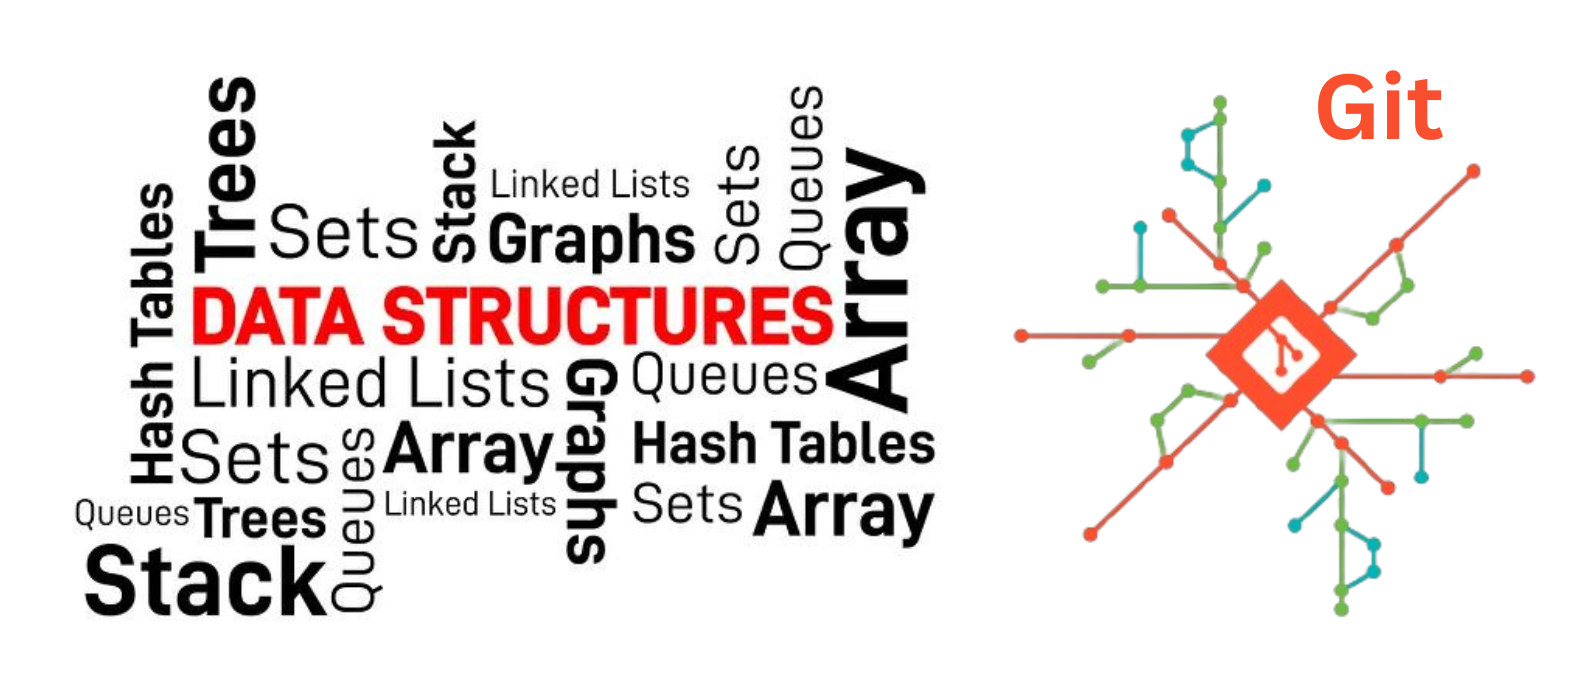 Trees
Stack
Linked Lists
Sets
Queues
Array
Hash Tables
Sets
Graphs
DATA STRUCTURES
Linked Lists
Graphs
Queues
Sets
Queues
Array
Hash Tables
Queues
Trees
Linked Lists
Sets
Array
Stack
Git